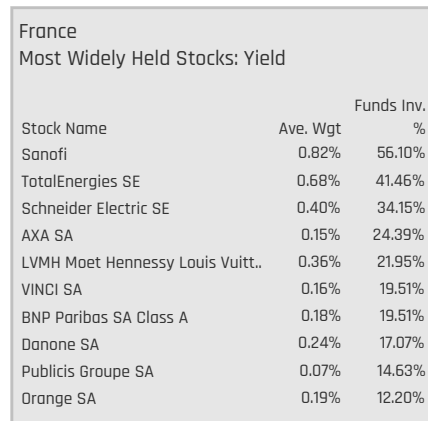 France
Most Widely Held Stocks: Yield
Funds Inv.
Stock Name Ave. Wgt %
Sanofi 0.82% 56.10%
TotalEnergies SE 0.68% 41.46%
Schneider Electric SE 0.40% 34.15%
AXA SA 0.15% 24.39%
LVMH Moet Hennessy Louis Vuitt.. 0.36% 21.95%
VINCI SA 0.16% 19.51%
BNP Paribas SA Class A 0.18% 19.51%
Danone SA 0.24% 17.07%
Publicis Groupe SA 0.07% 14.63%
Orange SA 0.19% 12.20%